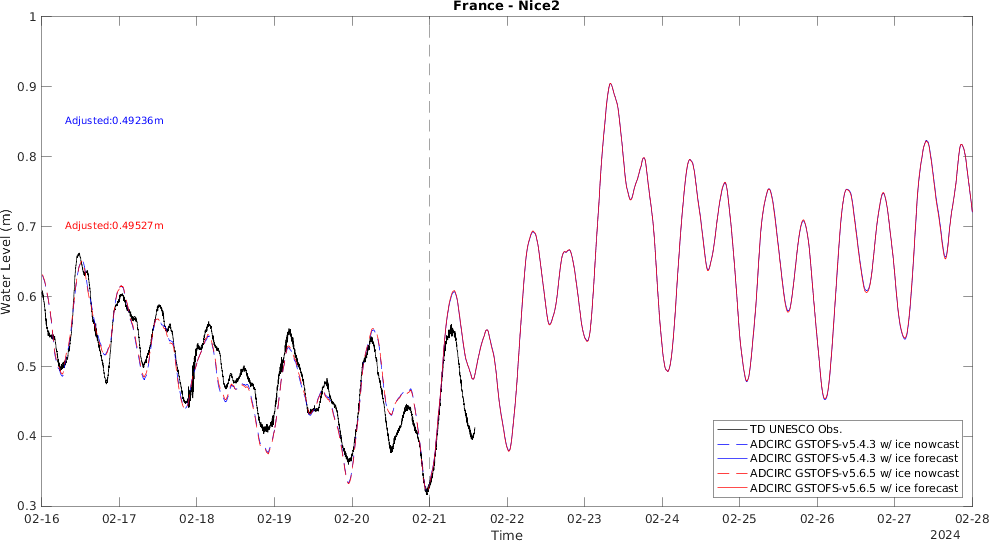 France - Nice2
Water Level (m)
1
0.9
0.8
0.7
0.6
0.5
0.4
0.3
Adjusted:0.49236m
Adjusted:0.49527m
TD UNESCO Obs.
ADCIRC GSTOFS-v5.4.3 w/ ice nowcast
ADCIRC GSTOFS-v5.4.3 w/ ice forecast
ADCIRC GSTOFS-v5.6.5 w/ ice nowcast
ADCIRC GSTOFS-v5.6.5 w/ ice forecast
02-16 02-17 02-18 02-19 02-20 02-21 02-22 02-23 02-24 02-25 02-26 02-27 02-28
Time
2024